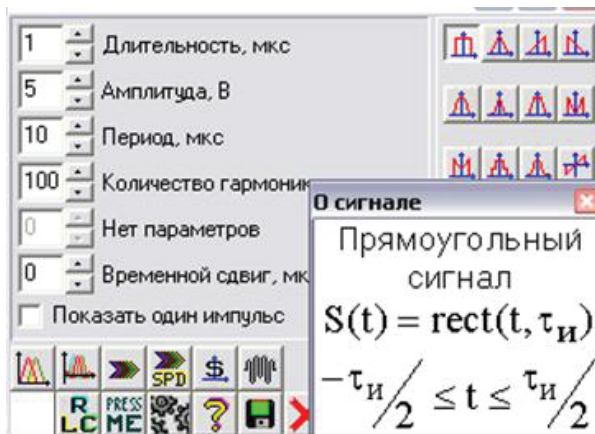 1 Длительность, мкс
5 Амплитуда, В
10 Период, мкс
100 Количество гармоник
0 Нет параметров
0 Временной сдвиг, мк
Показать один импульс
SPD $
R LC PRESS ME ?
О сигнале
Прямоугольный
сигнал
S(t) = rect(t, τи)
-τи/2 ≤ t ≤ τи/2